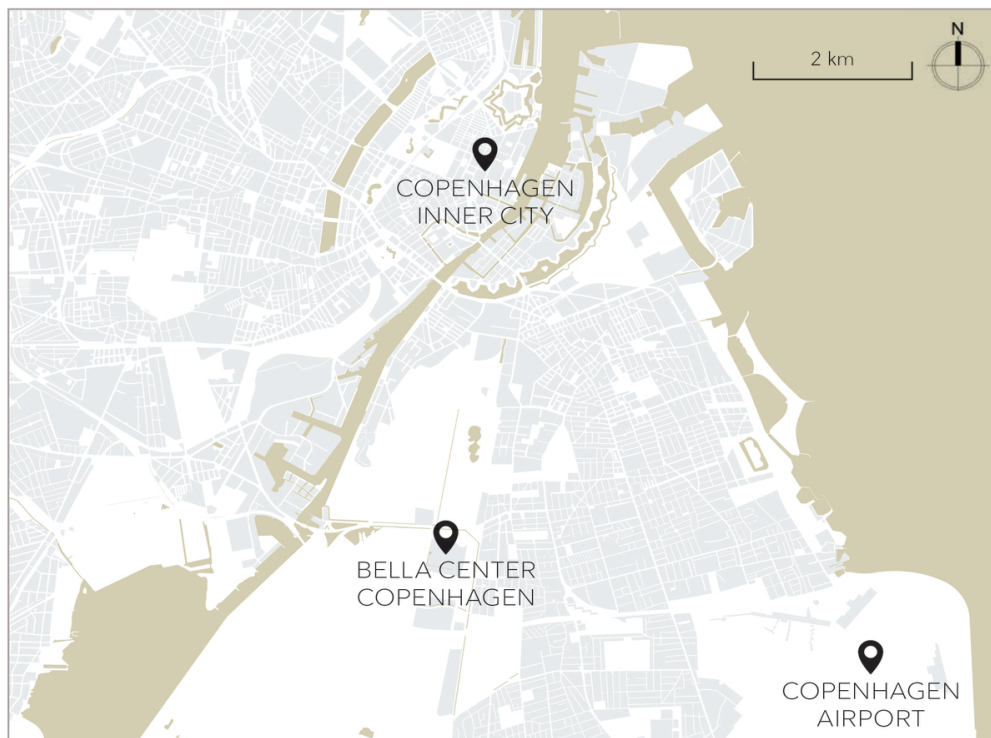 N
2 km
COPENHAGEN
INNER CITY
BELLA CENTER
COPENHAGEN
COPENHAGEN
AIRPORT